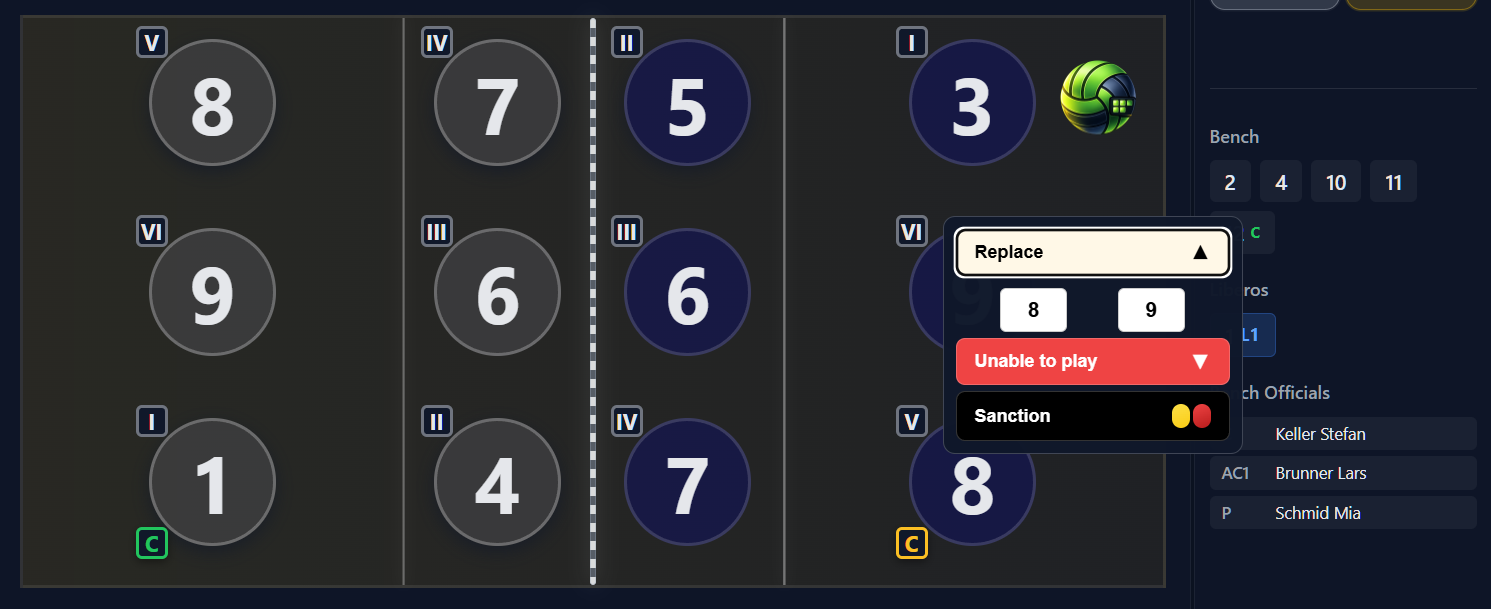 V
8
IV
7
II
5
I
3
VI
9
III
6
III
6
VI
I
1
C
II
4
IV
7
V
8
C
Replace ▲
8 9
Unable to play ▼
Sanction
Bench
2 4 10 11
C
L1
Keller Stefan
AC1 Brunner Lars
P Schmid Mia
Officials